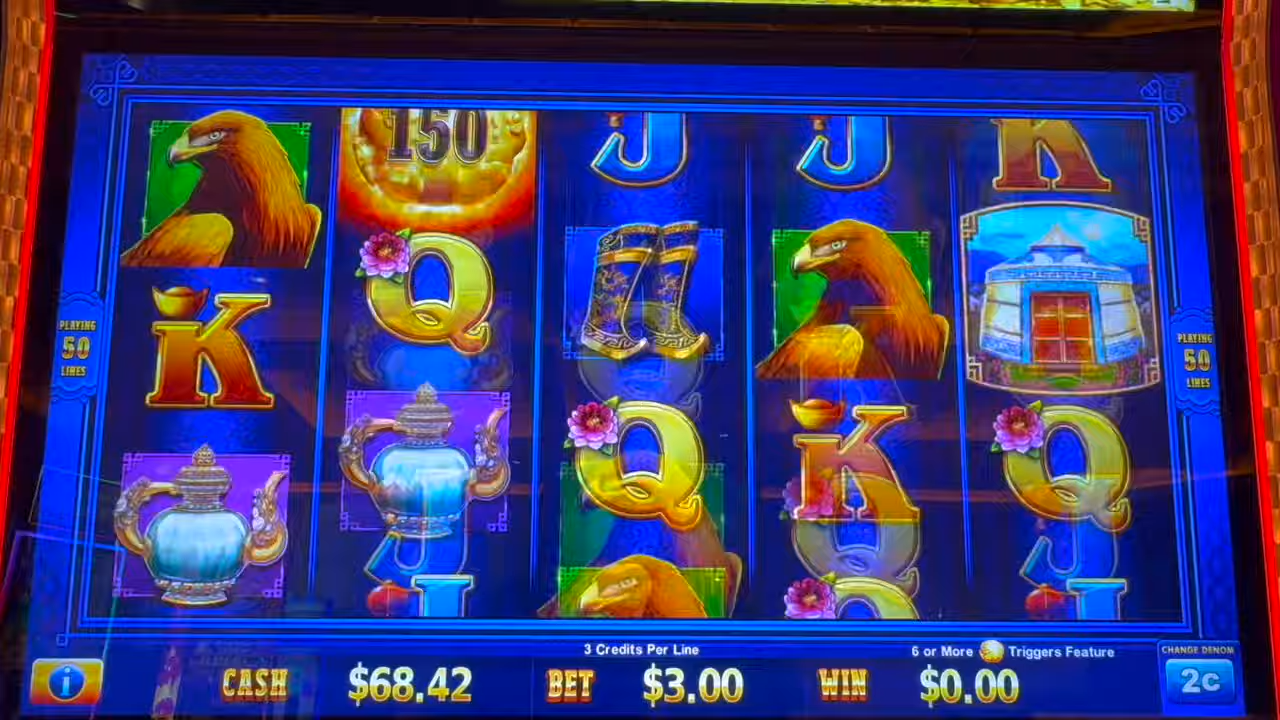 150 J J K
Q
K
PLAYING 50 LINES
PLAYING 50 LINES
Q K Q
J J Q J
3 Credits Per Line
6 or More Triggers Feature
CHANGE DENOM
CASH $68.42 BET $3.00 WIN $0.00
2c
i